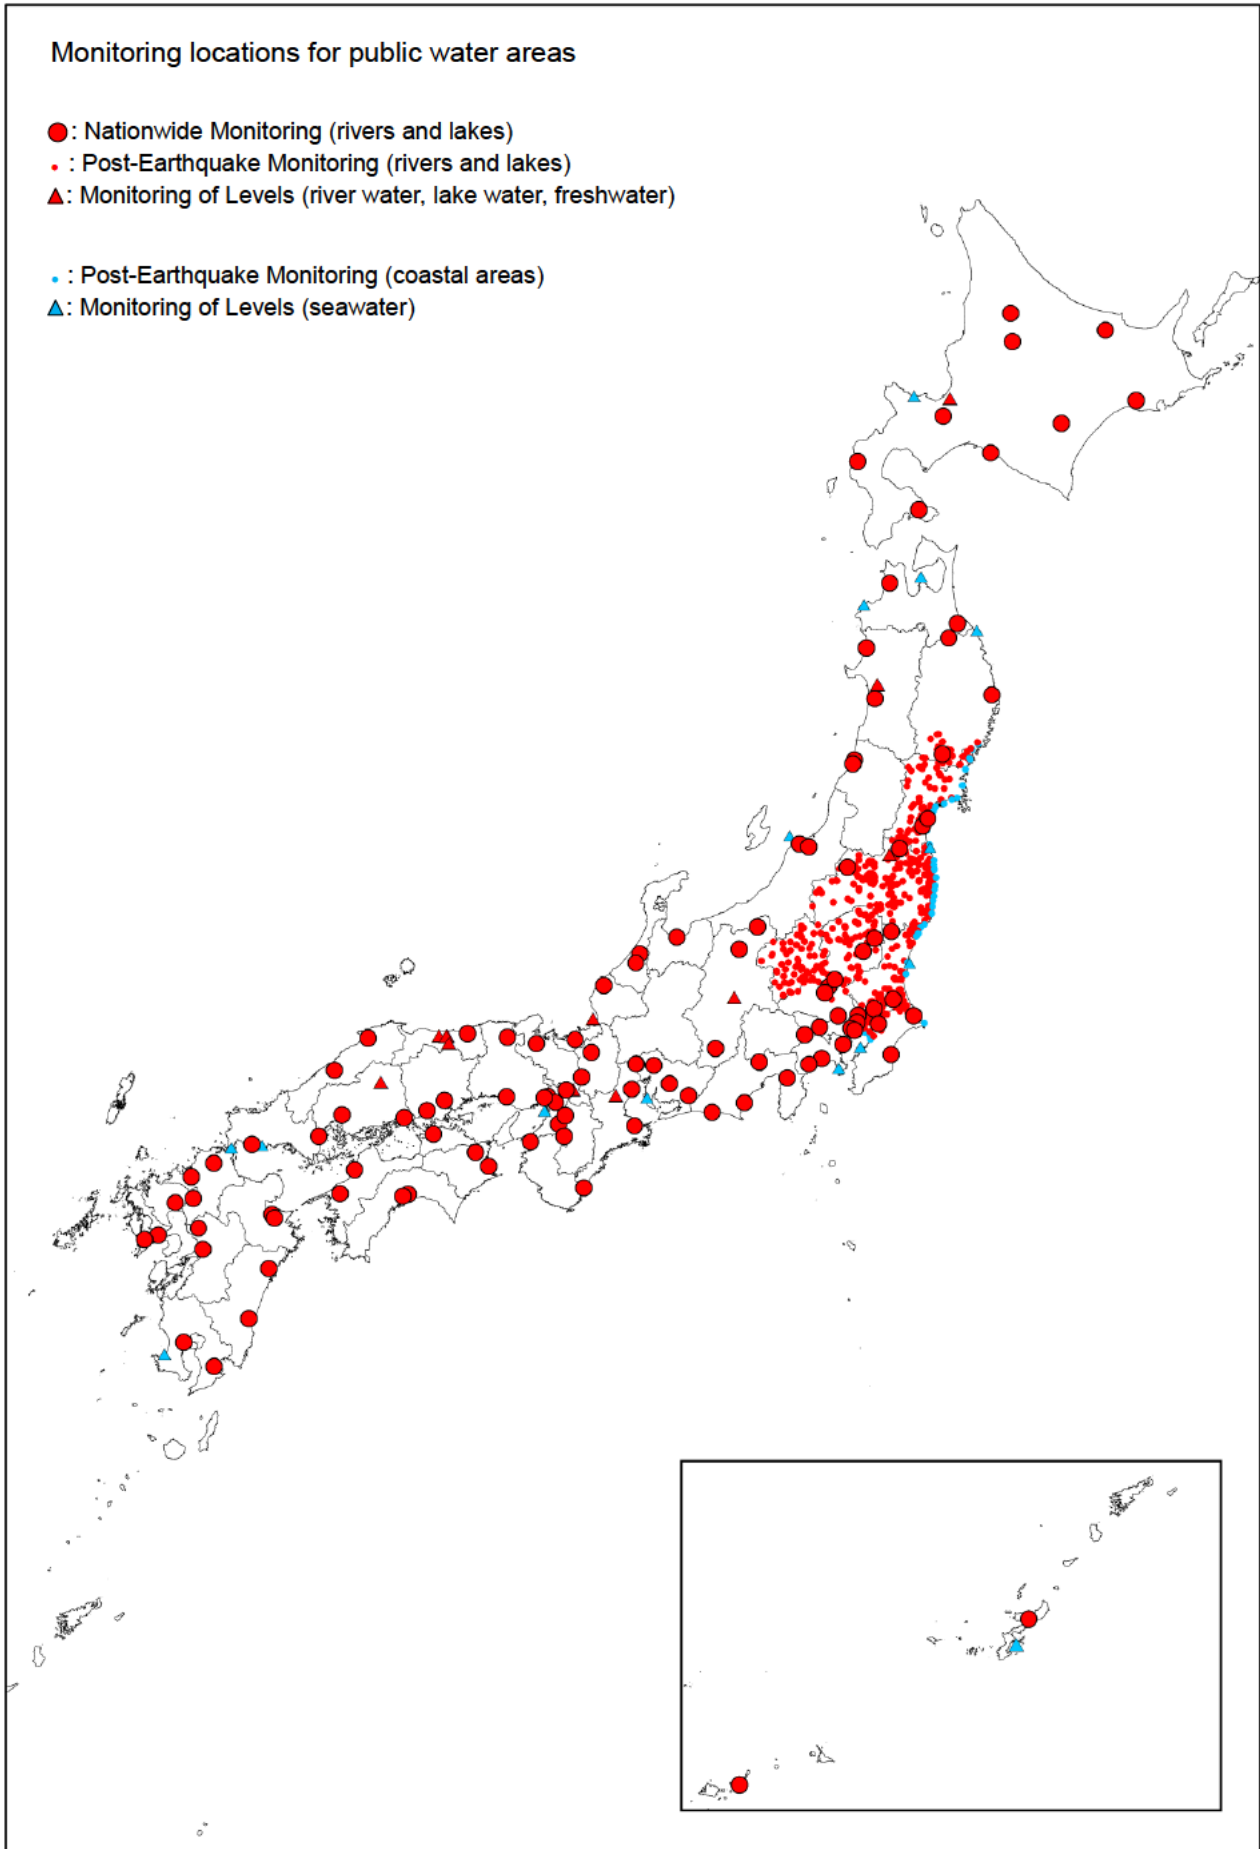 Monitoring locations for public water areas
: Nationwide Monitoring (rivers and lakes)
: Post-Earthquake Monitoring (rivers and lakes)
: Monitoring of Levels (river water, lake water, freshwater)
: Post-Earthquake Monitoring (coastal areas)
: Monitoring of Levels (seawater)